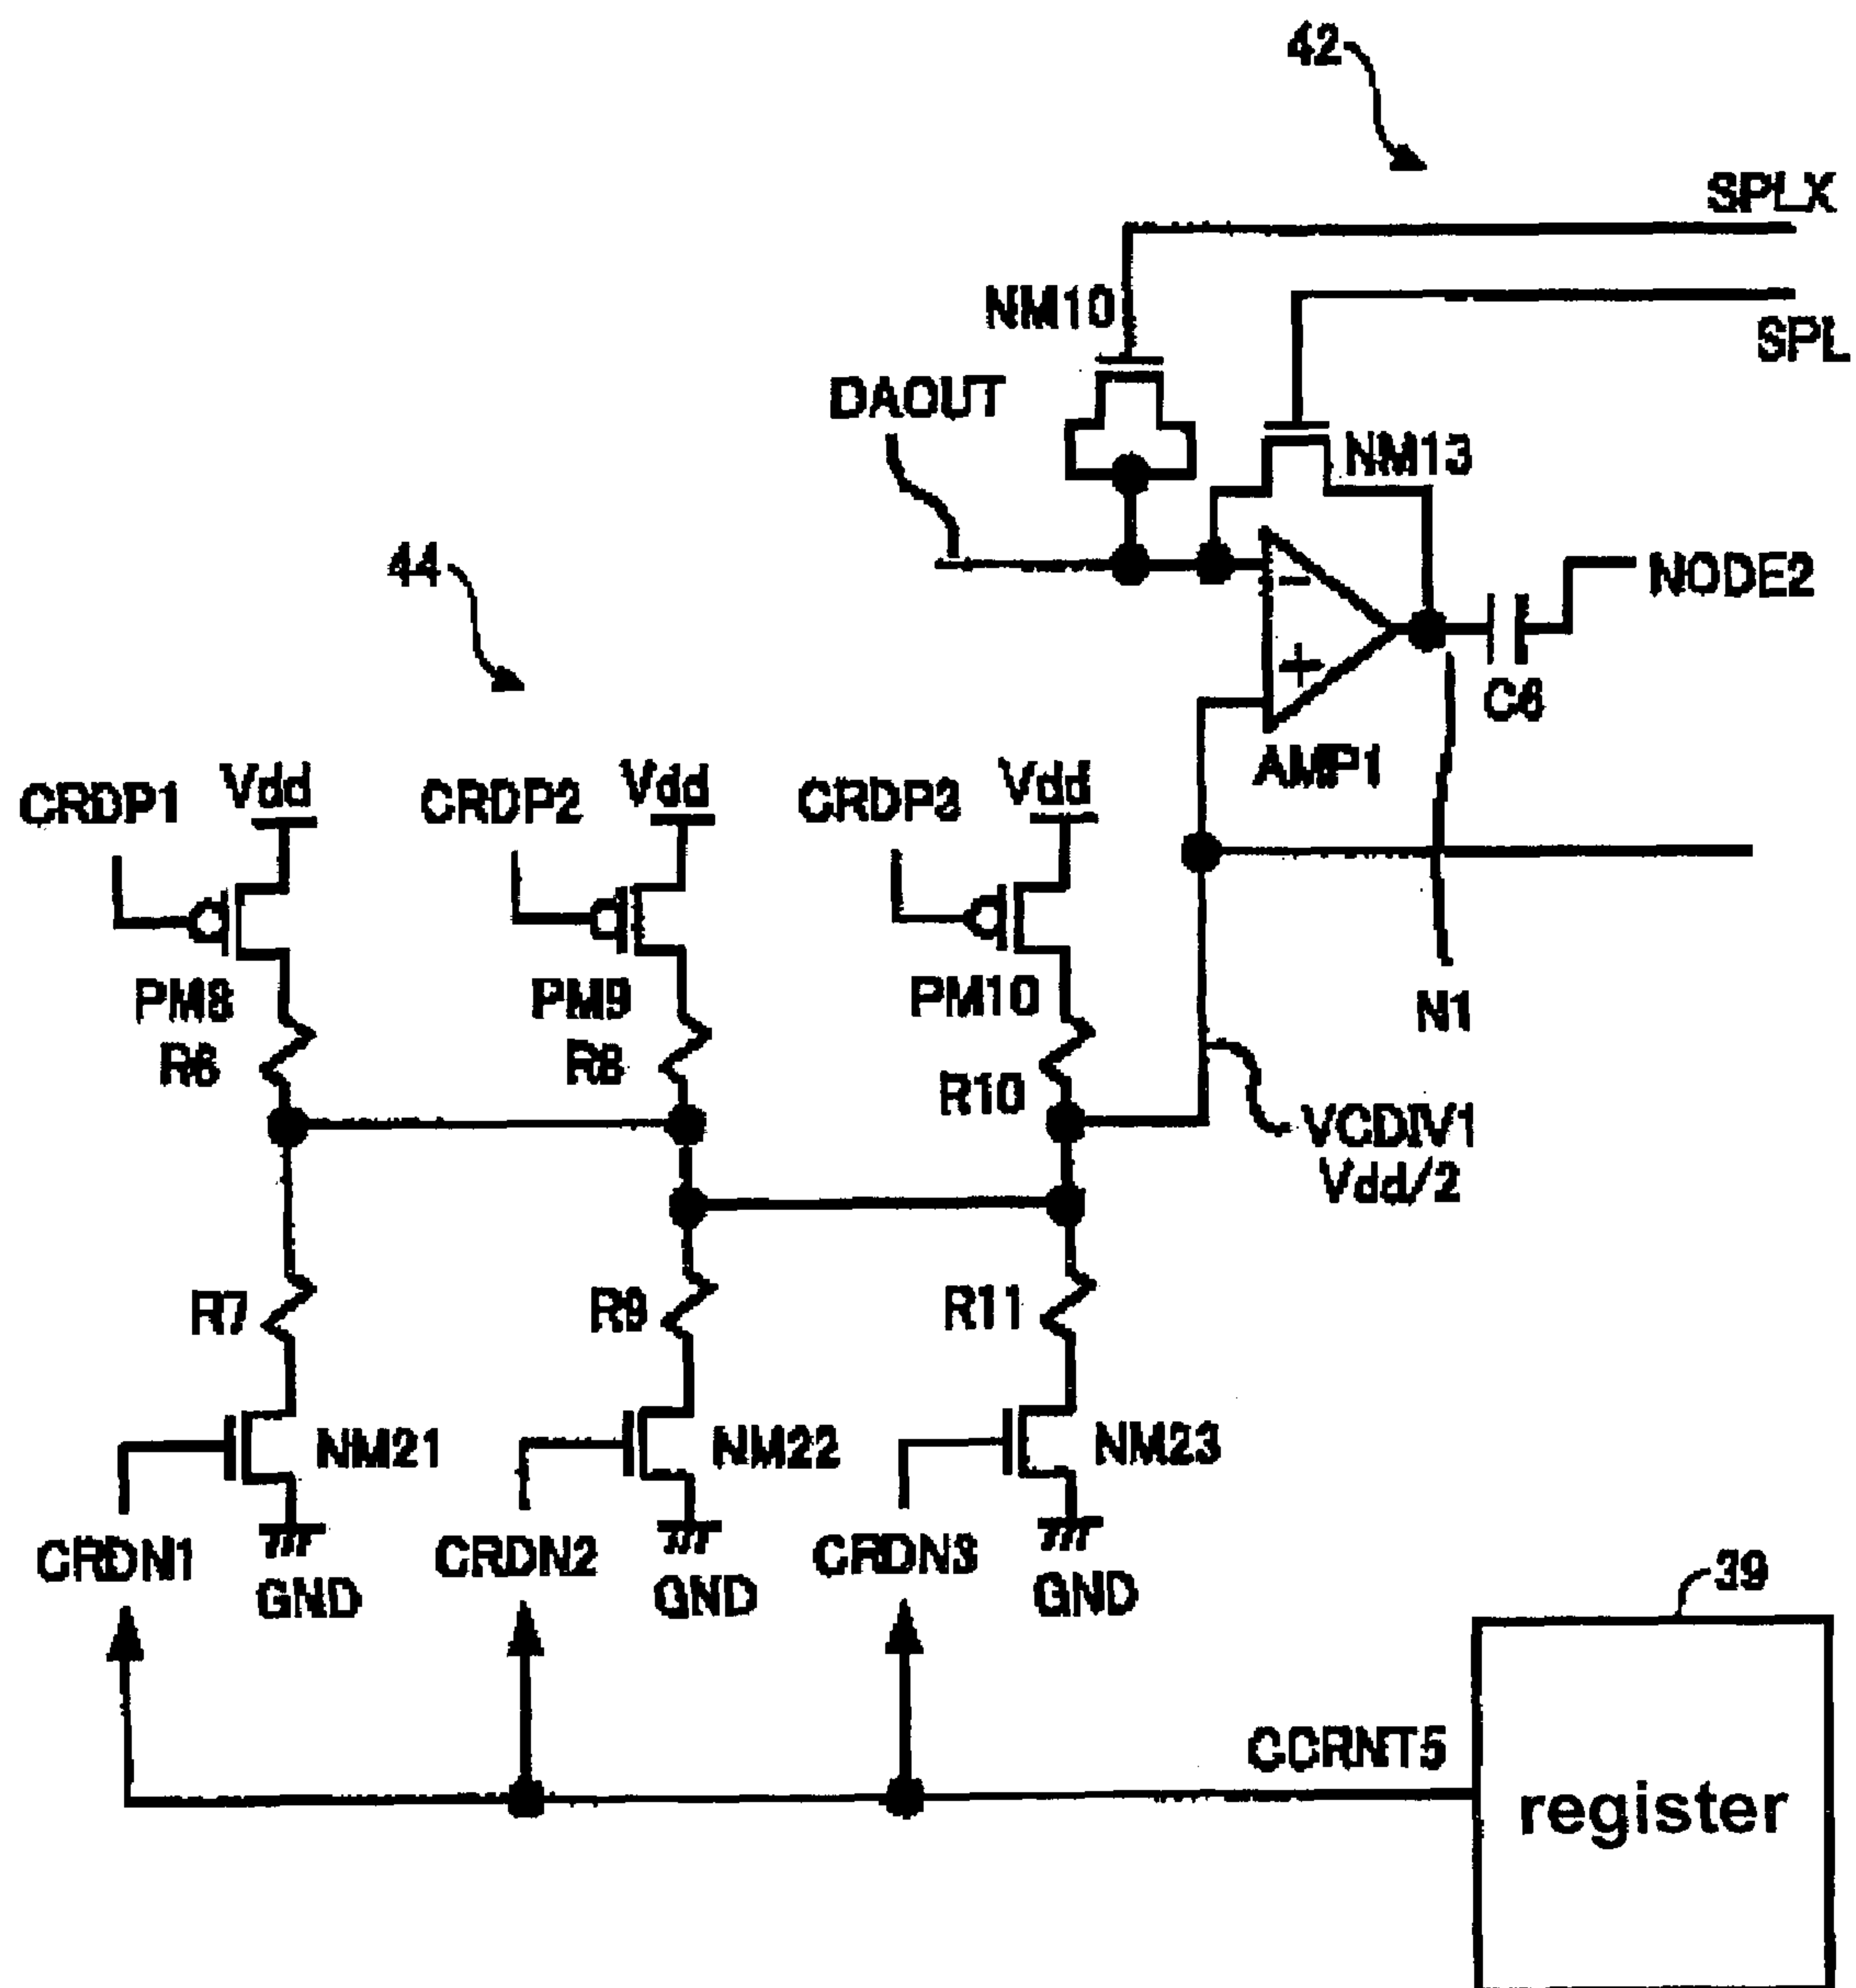 42
SPLX
NM10
SPL
DAOUT
NM13
44
NODE2
-
+
C6
AMP1
CRDP1
Vdd
CRDP2
Vdd
CRDP3
Vdd
PM8
PM9
PM10
N1
R6
R8
R10
VCDIV1
Vdd/2
R7
R9
R11
NM21
NM22
NM23
CRDN1
CRDN2
CRDN3
GND
GND
GND
39
CCRNT5
register